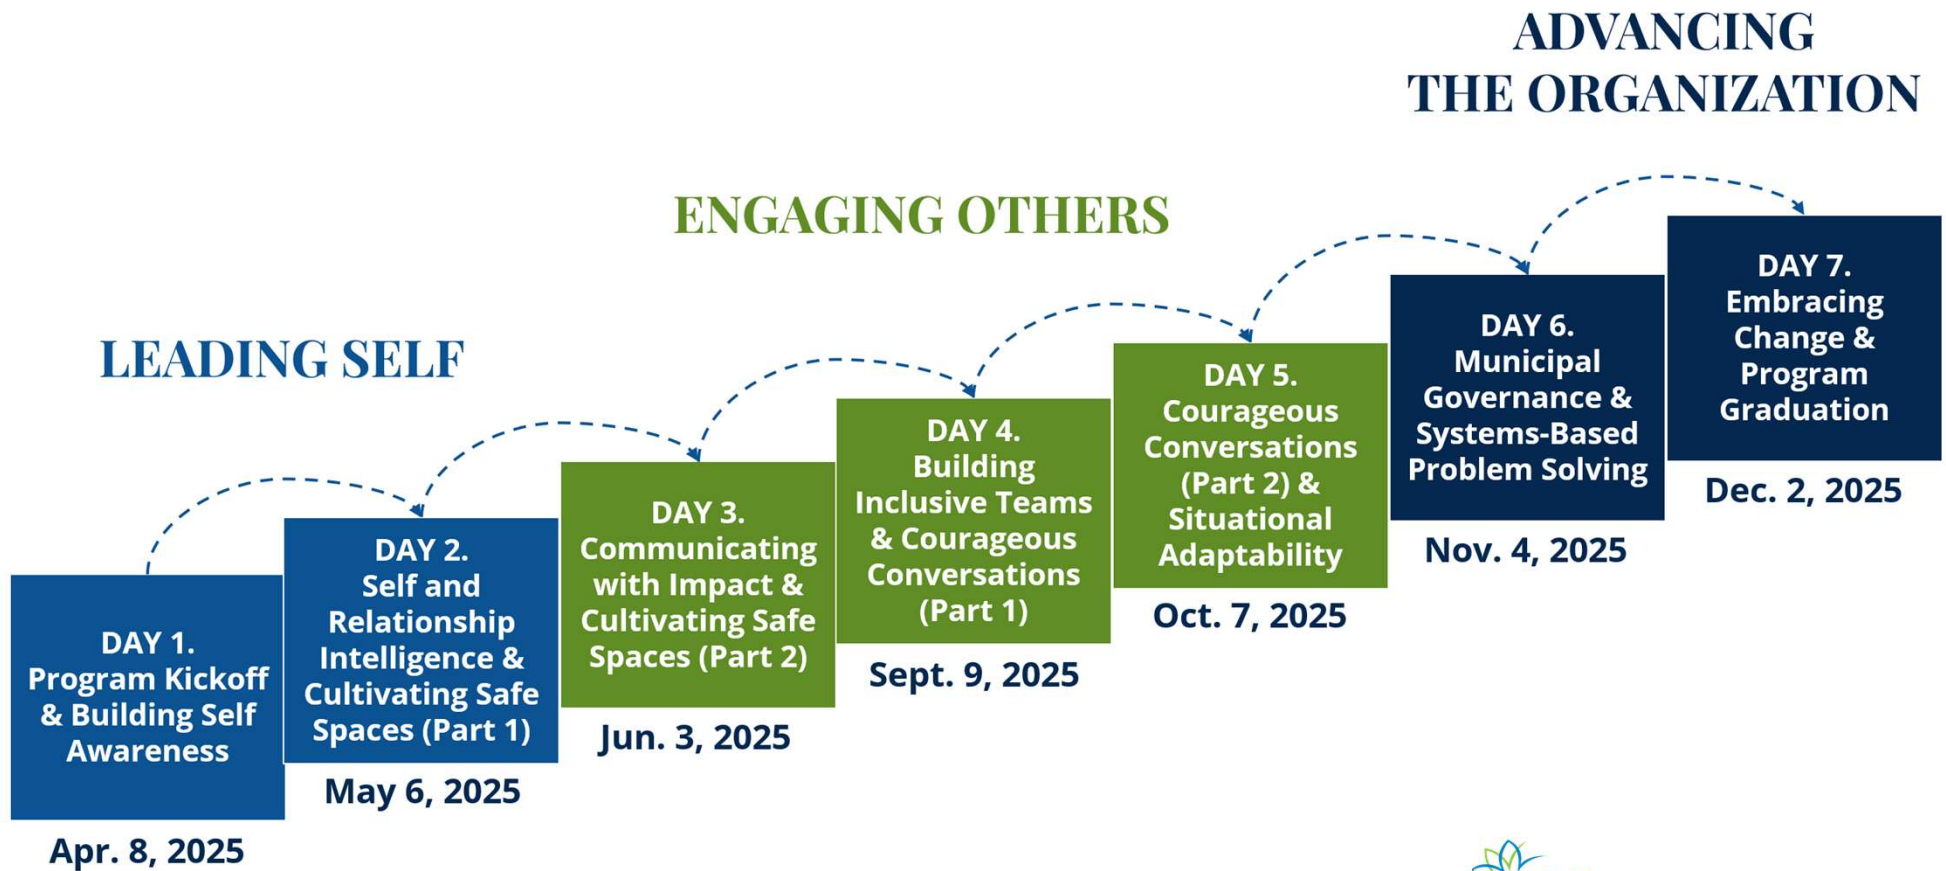 ADVANCING
THE ORGANIZATION
ENGAGING OTHERS
LEADING SELF
DAY 1.
Program Kickoff
& Building Self
Awareness
Apr. 8, 2025
DAY 2.
Self and
Relationship
Intelligence &
Cultivating Safe
Spaces (Part 1)
May 6, 2025
DAY 3.
Communicating
with Impact &
Cultivating Safe
Spaces (Part 2)
Jun. 3, 2025
DAY 4.
Building
Inclusive Teams
& Courageous
Conversations
(Part 1)
Sept. 9, 2025
DAY 5.
Courageous
Conversations
(Part 2) &
Situational
Adaptability
Oct. 7, 2025
DAY 6.
Municipal
Governance &
Systems-Based
Problem Solving
Nov. 4, 2025
DAY 7.
Embracing
Change &
Program
Graduation
Dec. 2, 2025